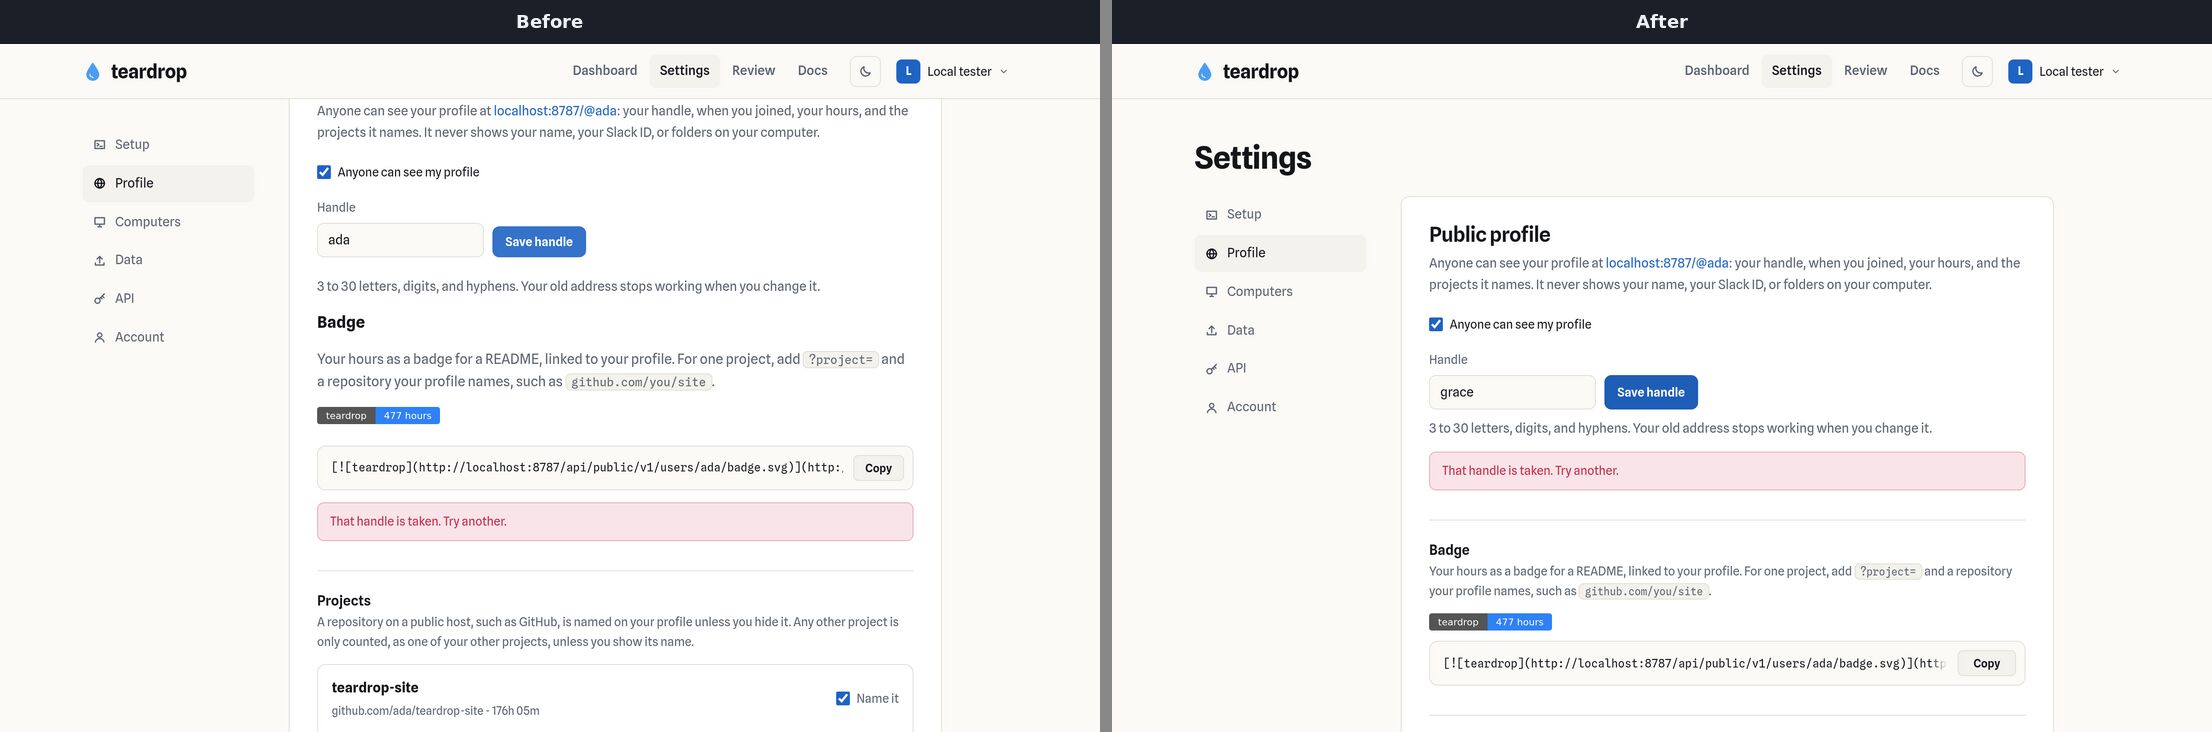 Before
teardrop
Dashboard Settings Review Docs L Local tester
Setup
Profile
Computers
Data
API
Account
Anyone can see your profile at localhost:8787/@ada: your handle, when you joined, your hours, and the
projects it names. It never shows your name, your Slack ID, or folders on your computer.
Anyone can see my profile
Handle
ada
Save handle
3 to 30 letters, digits, and hyphens. Your old address stops working when you change it.
Badge
Your hours as a badge for a README, linked to your profile. For one project, add ?project= and
a repository your profile names, such as github.com/you/site.
teardrop 477 hours
[![teardrop](http://localhost:8787/api/public/v1/users/ada/badge.svg)](http:
Copy
That handle is taken. Try another.
Projects
A repository on a public host, such as GitHub, is named on your profile unless you hide it. Any other project is
only counted, as one of your other projects, unless you show its name.
teardrop-site
github.com/ada/teardrop-site - 176h 05m
Name it
After
teardrop
Dashboard Settings Review Docs L Local tester
Settings
Setup
Profile
Computers
Data
API
Account
Public profile
Anyone can see your profile at localhost:8787/@ada: your handle, when you joined, your hours, and the
projects it names. It never shows your name, your Slack ID, or folders on your computer.
Anyone can see my profile
Handle
grace
Save handle
3 to 30 letters, digits, and hyphens. Your old address stops working when you change it.
That handle is taken. Try another.
Badge
Your hours as a badge for a README, linked to your profile. For one project, add ?project= and a repository
your profile names, such as github.com/you/site.
teardrop 477 hours
[![teardrop](http://localhost:8787/api/public/v1/users/ada/badge.svg)](http
Copy